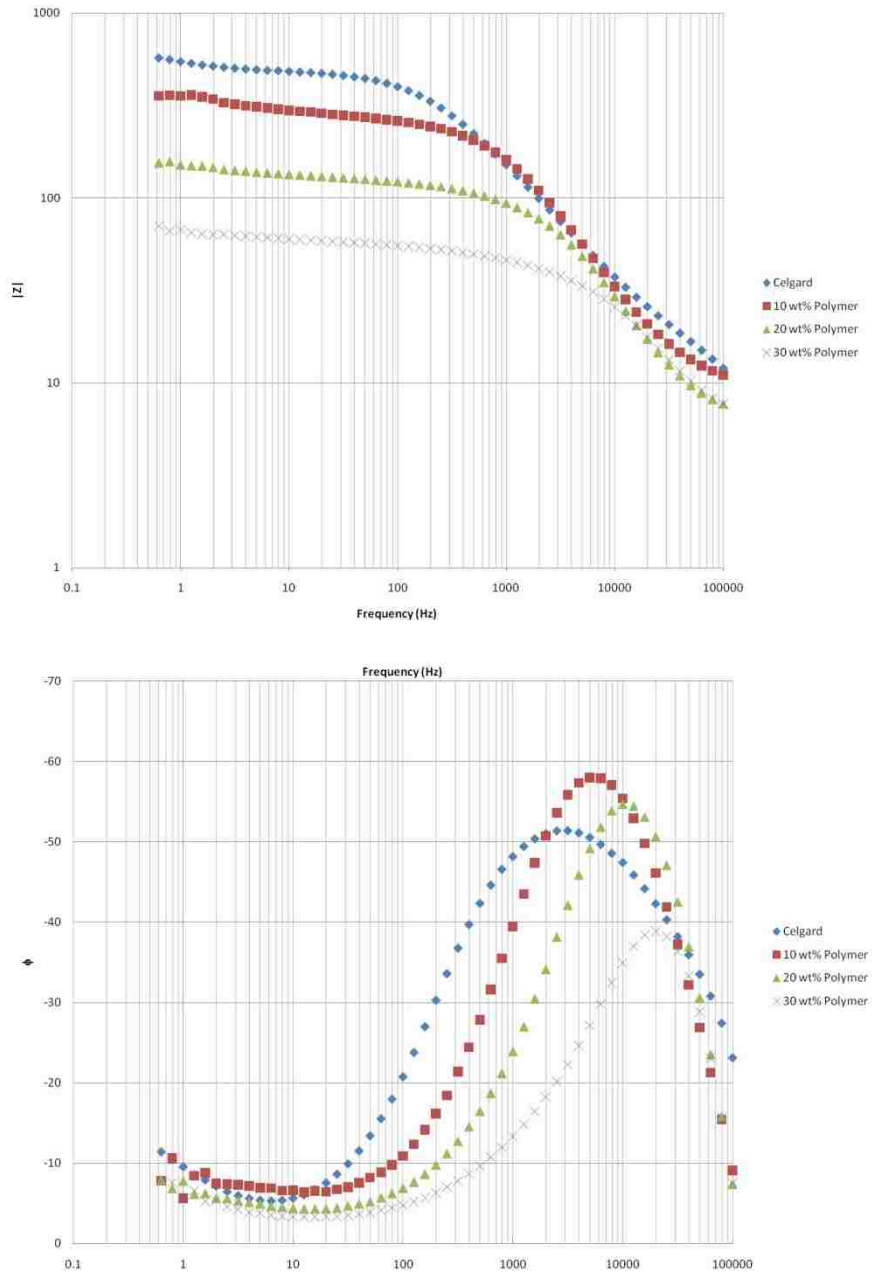 1000
100
10
1
|Z|
0.1 1 10 100 1000 10000 100000
Frequency (Hz)
Celgard
10 wt% Polymer
20 wt% Polymer
30 wt% Polymer
Frequency (Hz)
-70
-60
-50
-40
-30
-20
-10
0
ϕ
0.1 1 10 100 1000 10000 100000
Celgard
10 wt% Polymer
20 wt% Polymer
30 wt% Polymer